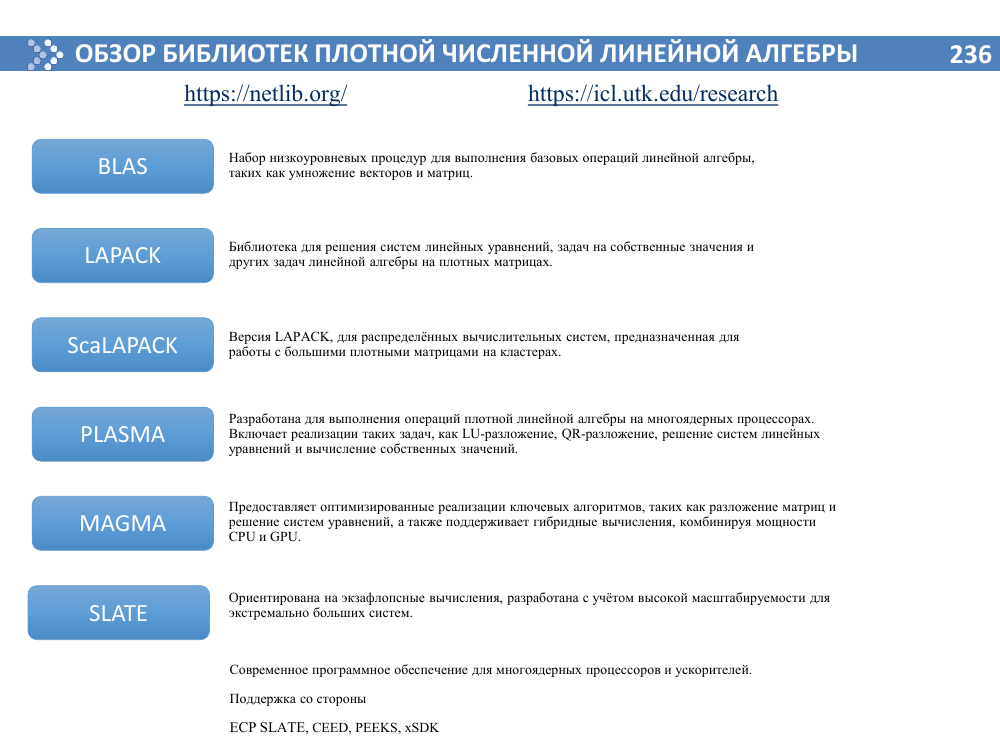 ОБЗОР БИБЛИОТЕК ПЛОТНОЙ ЧИСЛЕННОЙ ЛИНЕЙНОЙ АЛГЕБРЫ 236
https://netlib.org/ https://icl.utk.edu/research
BLAS
Набор низкоуровневых процедур для выполнения базовых операций линейной алгебры,
таких как умножение векторов и матриц.
LAPACK
Библиотека для решения систем линейных уравнений, задач на собственные значения и
других задач линейной алгебры на плотных матрицах.
ScaLAPACK
Версия LAPACK, для распределённых вычислительных систем, предназначенная для
работы с большими плотными матрицами на кластерах.
PLASMA
Разработана для выполнения операций плотной линейной алгебры на многоядерных процессорах.
Включает реализации таких задач, как LU-разложение, QR-разложение, решение систем линейных
уравнений и вычисление собственных значений.
MAGMA
Предоставляет оптимизированные реализации ключевых алгоритмов, таких как разложение матриц и
решение систем уравнений, а также поддерживает гибридные вычисления, комбинируя мощности
CPU и GPU.
SLATE
Ориентирована на экзафлопсные вычисления, разработана с учётом высокой масштабируемости для
экстремально больших систем.
Современное программное обеспечение для многоядерных процессоров и ускорителей.
Поддержка со стороны
ECP SLATE, CEED, PEEKS, xSDK